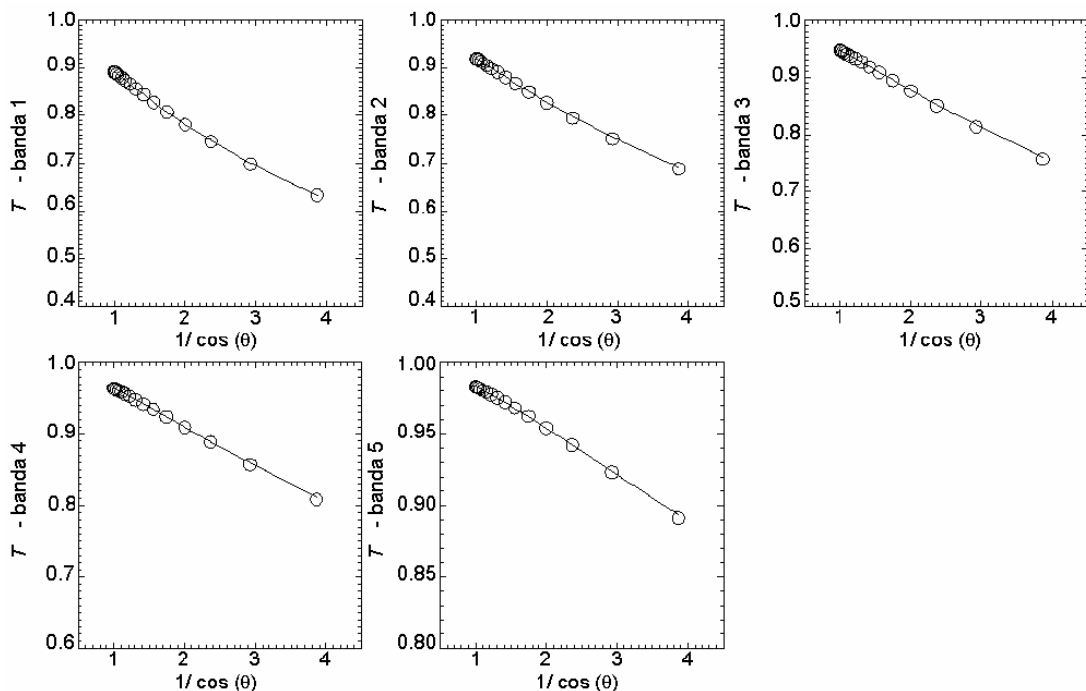 1.0
0.9
0.8
0.7
0.6
0.5
0.4
T - banda 1
1 2 3 4
1/ cos (θ)
1.0
0.9
0.8
0.7
0.6
0.5
0.4
T - banda 2
1 2 3 4
1/ cos (θ)
1.0
0.9
0.8
0.7
0.6
0.5
T - banda 3
1 2 3 4
1/ cos (θ)
1.0
0.9
0.8
0.7
0.6
T - banda 4
1 2 3 4
1/ cos (θ)
1.00
0.95
0.90
0.85
0.80
T - banda 5
1 2 3 4
1/ cos (θ)